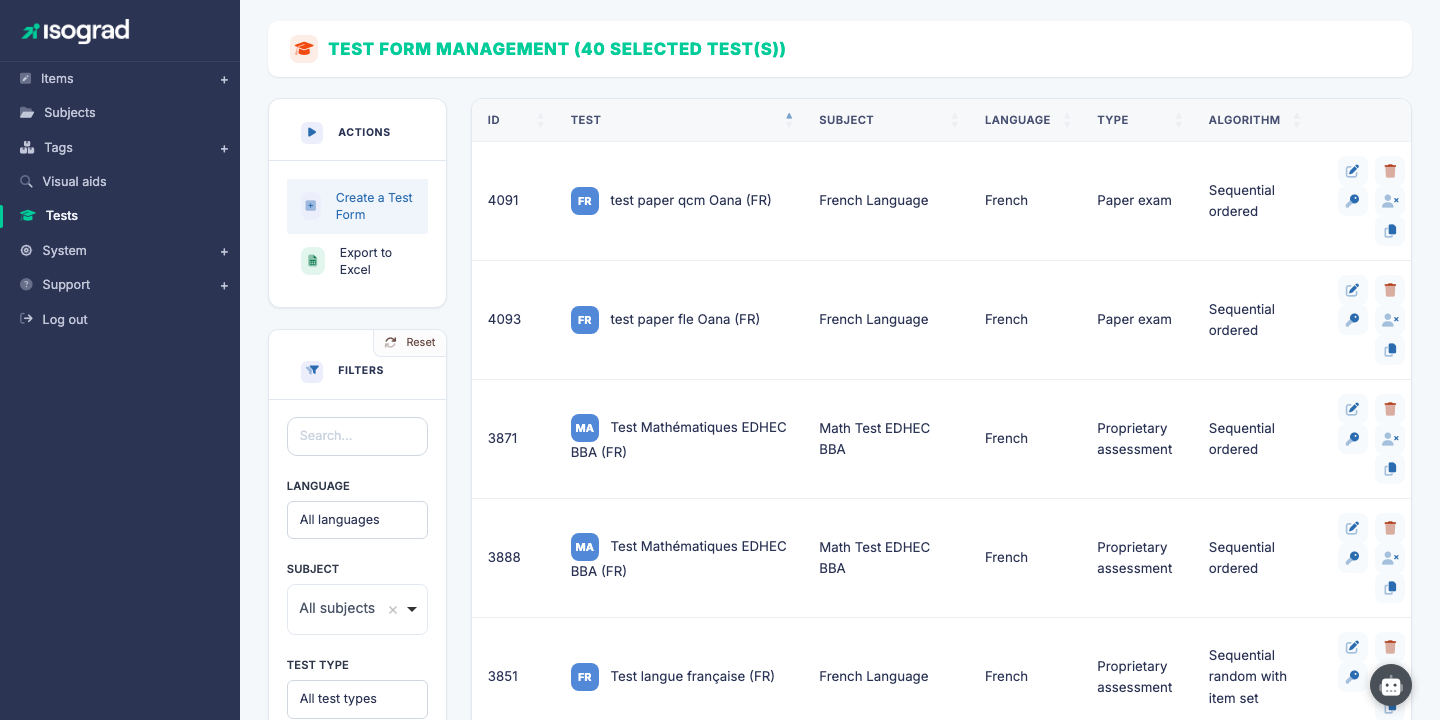 isograd
Items +
Subjects
Tags +
Visual aids
Tests
System +
Support +
Log out
TEST FORM MANAGEMENT (40 SELECTED TEST(S))
ACTIONS
Create a Test
Form
Export to
Excel
Reset
FILTERS
Search...
LANGUAGE
All languages
SUBJECT
All subjects ×
TEST TYPE
All test types
ID TEST SUBJECT LANGUAGE TYPE ALGORITHM
4091 FR test paper qcm Oana (FR) French Language French Paper exam Sequential
ordered
4093 FR test paper fle Oana (FR) French Language French Paper exam Sequential
ordered
3871 MA Test Mathématiques EDHEC
BBA (FR) Math Test EDHEC
BBA French Proprietary
assessment Sequential
ordered
3888 MA Test Mathématiques EDHEC
BBA (FR) Math Test EDHEC
BBA French Proprietary
assessment Sequential
ordered
3851 FR Test langue française (FR) French Language French Proprietary
assessment Sequential
random with
item set